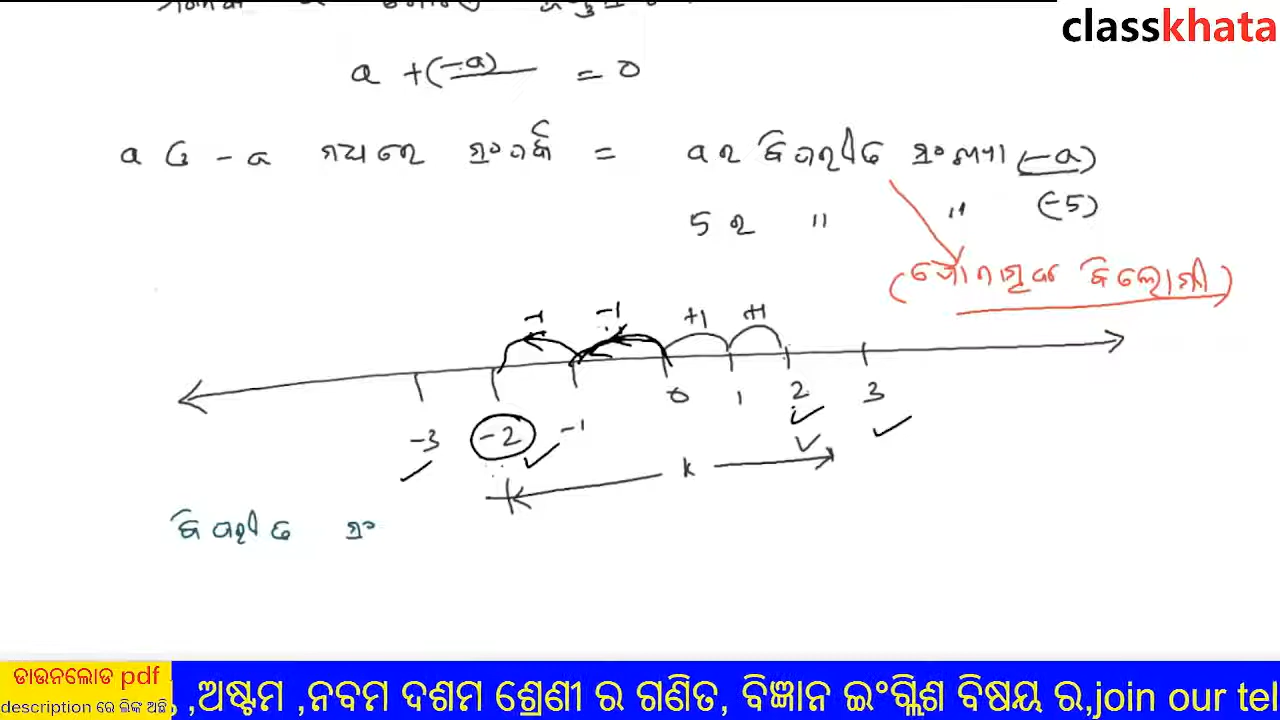 classkhata
a + (-a) = 0
a ଓ -a ମଧ୍ୟରେ ସଂପର୍କ = a ର ବିପରୀତ ସଂଖ୍ୟା (-a)
5 ର " " (-5)
(ଯୌଗାତ୍ମକ ବିଲୋମୀ)
-1 -1 +1 +1
-3 -2 -1 0 1 2 3
k
ବିପରୀତ ସଂ
ଡାଉନଲୋଡ pdf
description ରେ ଲିଙ୍କ ଅଛି
,ଅଷ୍ଟମ ,ନବମ ଦଶମ ଶ୍ରେଣୀ ର ଗଣିତ, ବିଜ୍ଞାନ ଇଂଲିଶ ବିଷୟ ର,join our tel